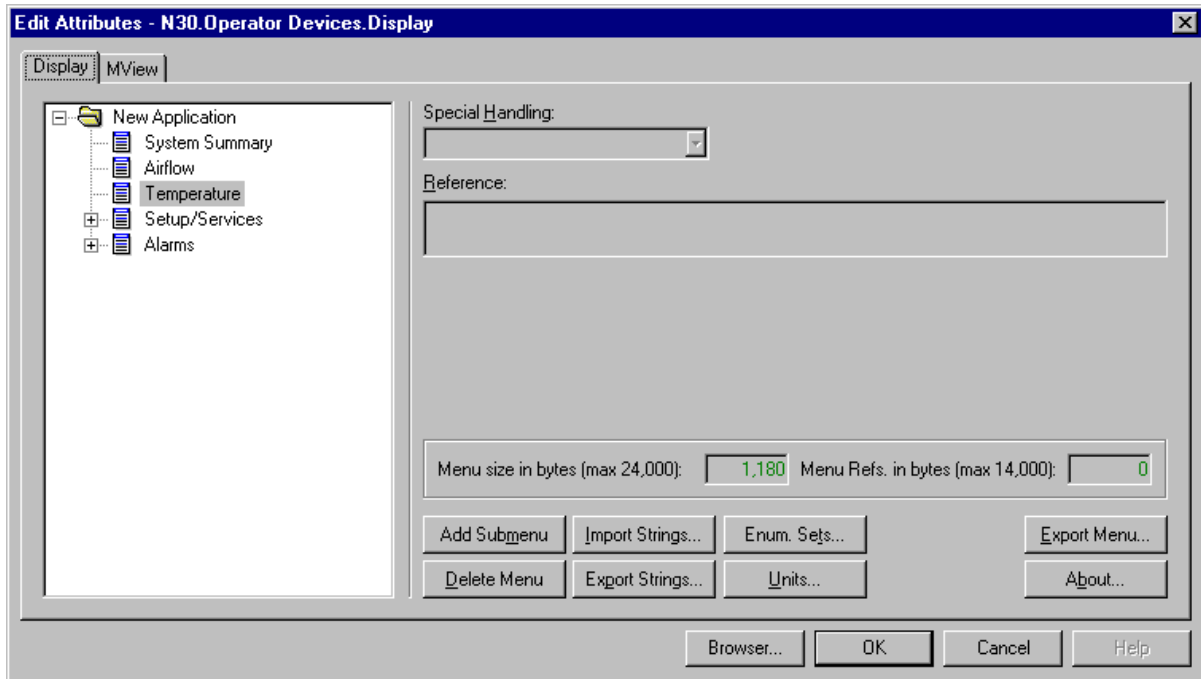 Edit Attributes - N30.Operator Devices.Display
Display MView
New Application
System Summary
Airflow
Temperature
Setup/Services
Alarms
Special Handling:
Reference:
Menu size in bytes (max 24,000): 1,180 Menu Refs. in bytes (max 14,000): 0
Add Submenu Import Strings... Enum. Sets... Export Menu...
Delete Menu Export Strings... Units... About...
Browser... OK Cancel Help